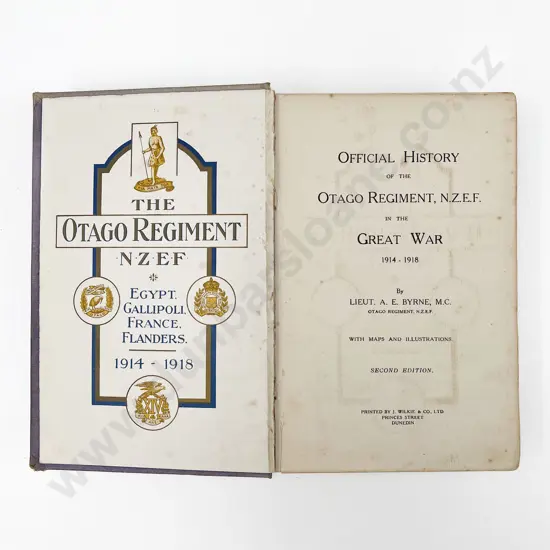 THE
OTAGO REGIMENT
N·Z·E·F
EGYPT.
GALLIPOLI.
FRANCE.
FLANDERS.
1914 - 1918
XIV
OFFICIAL HISTORY
OF THE
OTAGO REGIMENT, N.Z.E.F.
IN THE
GREAT WAR
1914 - 1918
By
LIEUT. A. E. BYRNE, M.C.
OTAGO REGIMENT, N.Z.E.F.
WITH MAPS AND ILLUSTRATIONS
SECOND EDITION.
PRINTED BY J. WILKIE & CO., LTD.
PRINCES STREET
DUNEDIN